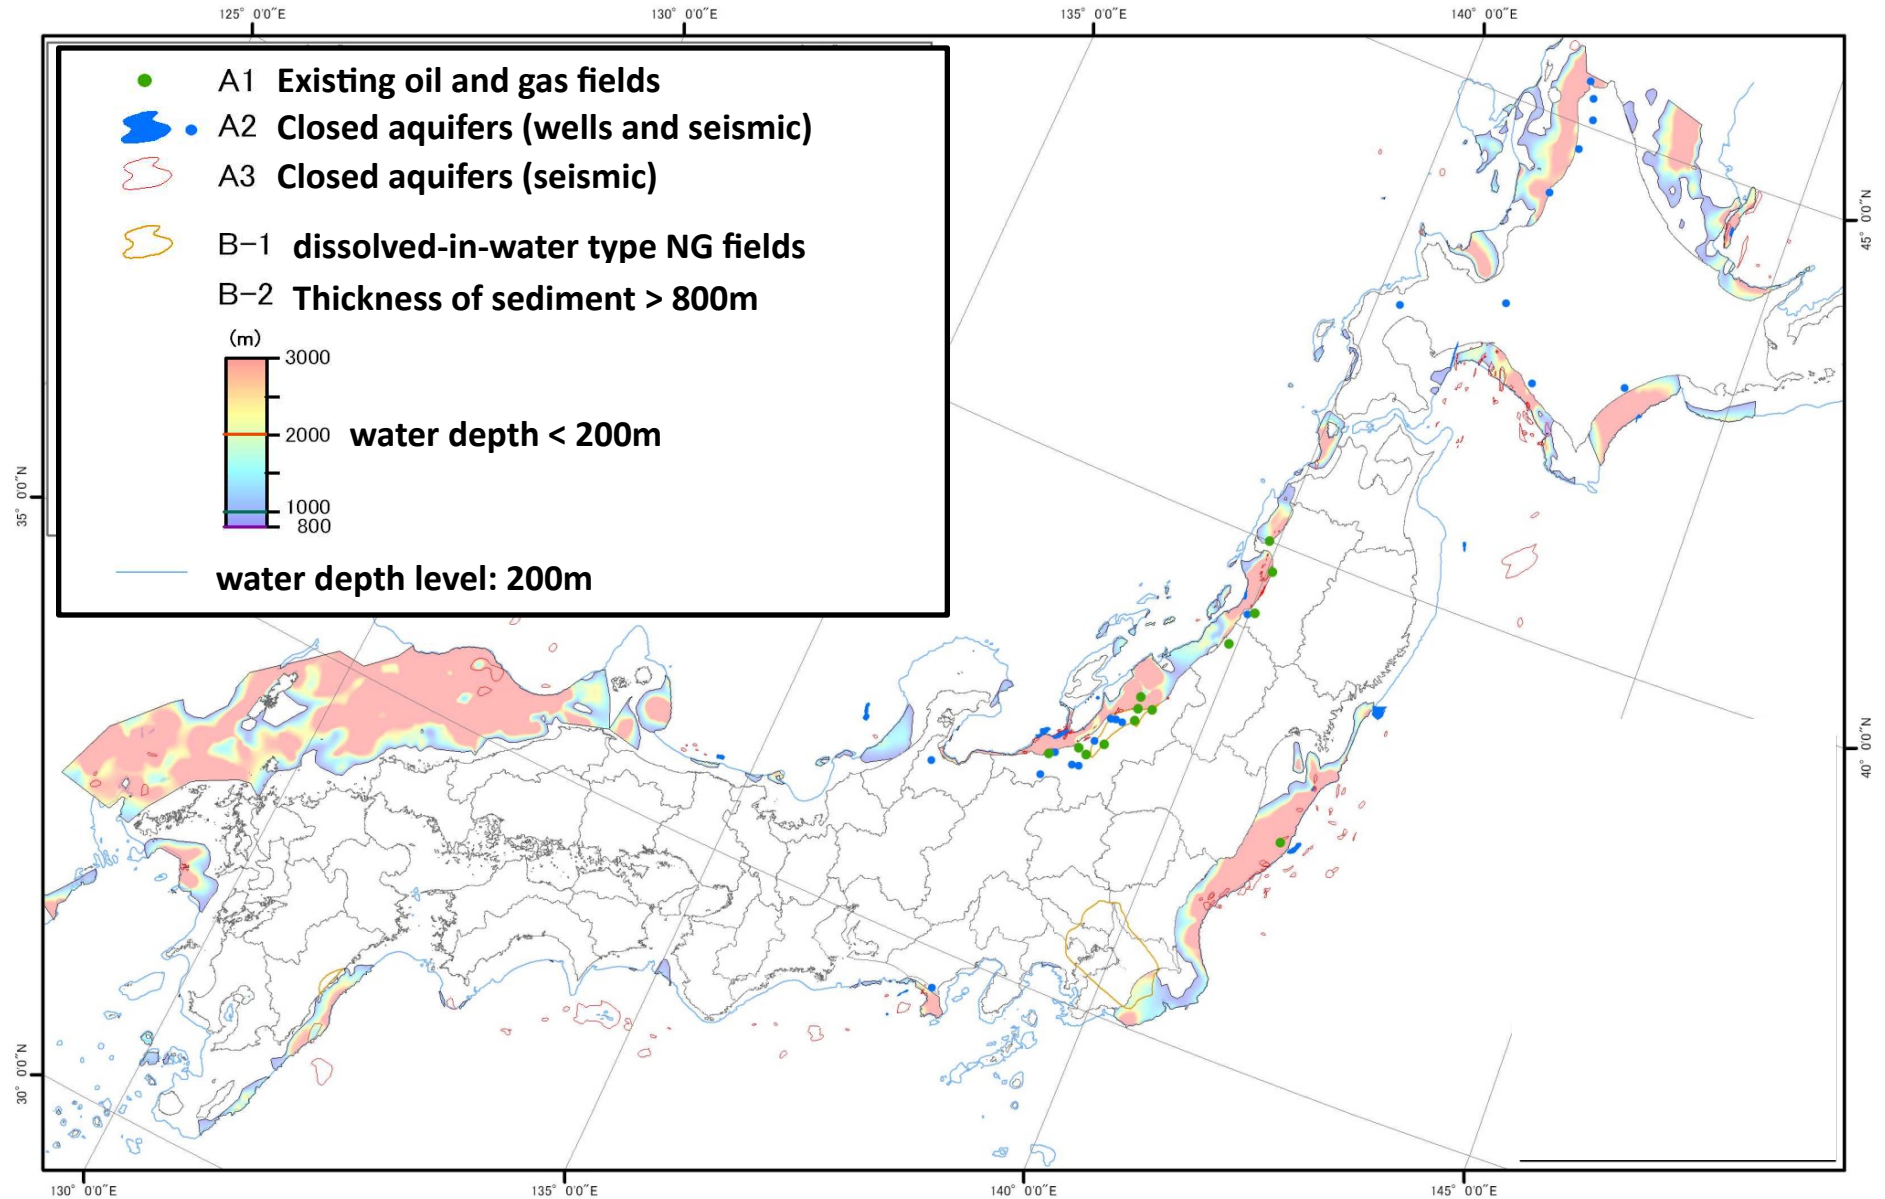 125° 0'0"E 130° 0'0"E 135° 0'0"E 140° 0'0"E
A1 Existing oil and gas fields
A2 Closed aquifers (wells and seismic)
A3 Closed aquifers (seismic)
B-1 dissolved-in-water type NG fields
B-2 Thickness of sediment > 800m
(m)
3000
2000 water depth < 200m
1000
800
water depth level: 200m
35° 0'0"N
30° 0'0"N
45° 0'0"N
40° 0'0"N
130° 0'0"E 135° 0'0"E 140° 0'0"E 145° 0'0"E